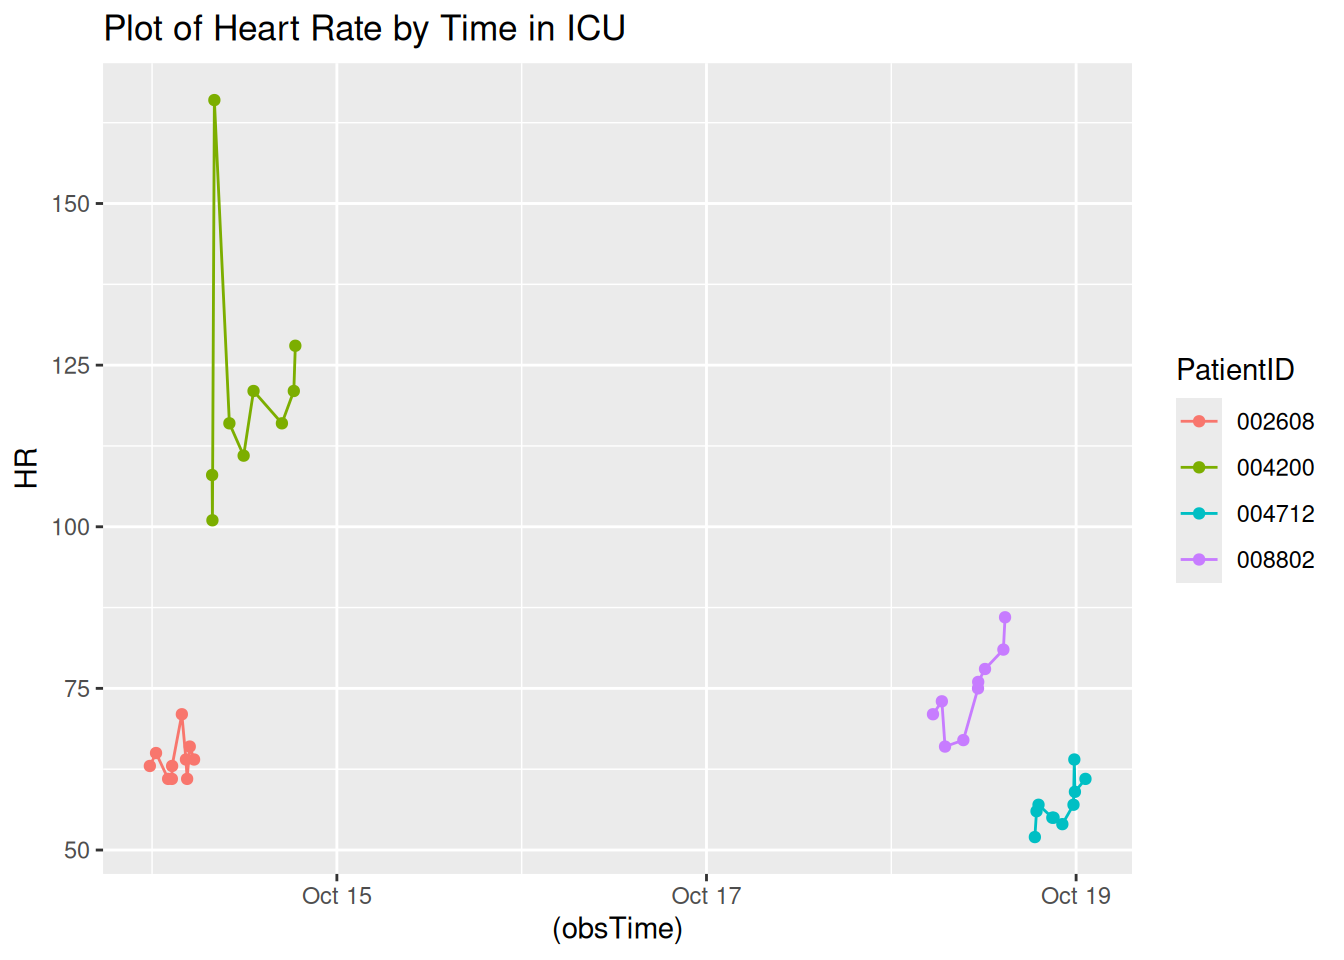 Plot of Heart Rate by Time in ICU
150
125
100
75
50
HR
Oct 15 Oct 17 Oct 19
(obsTime)
PatientID
002608
004200
004712
008802